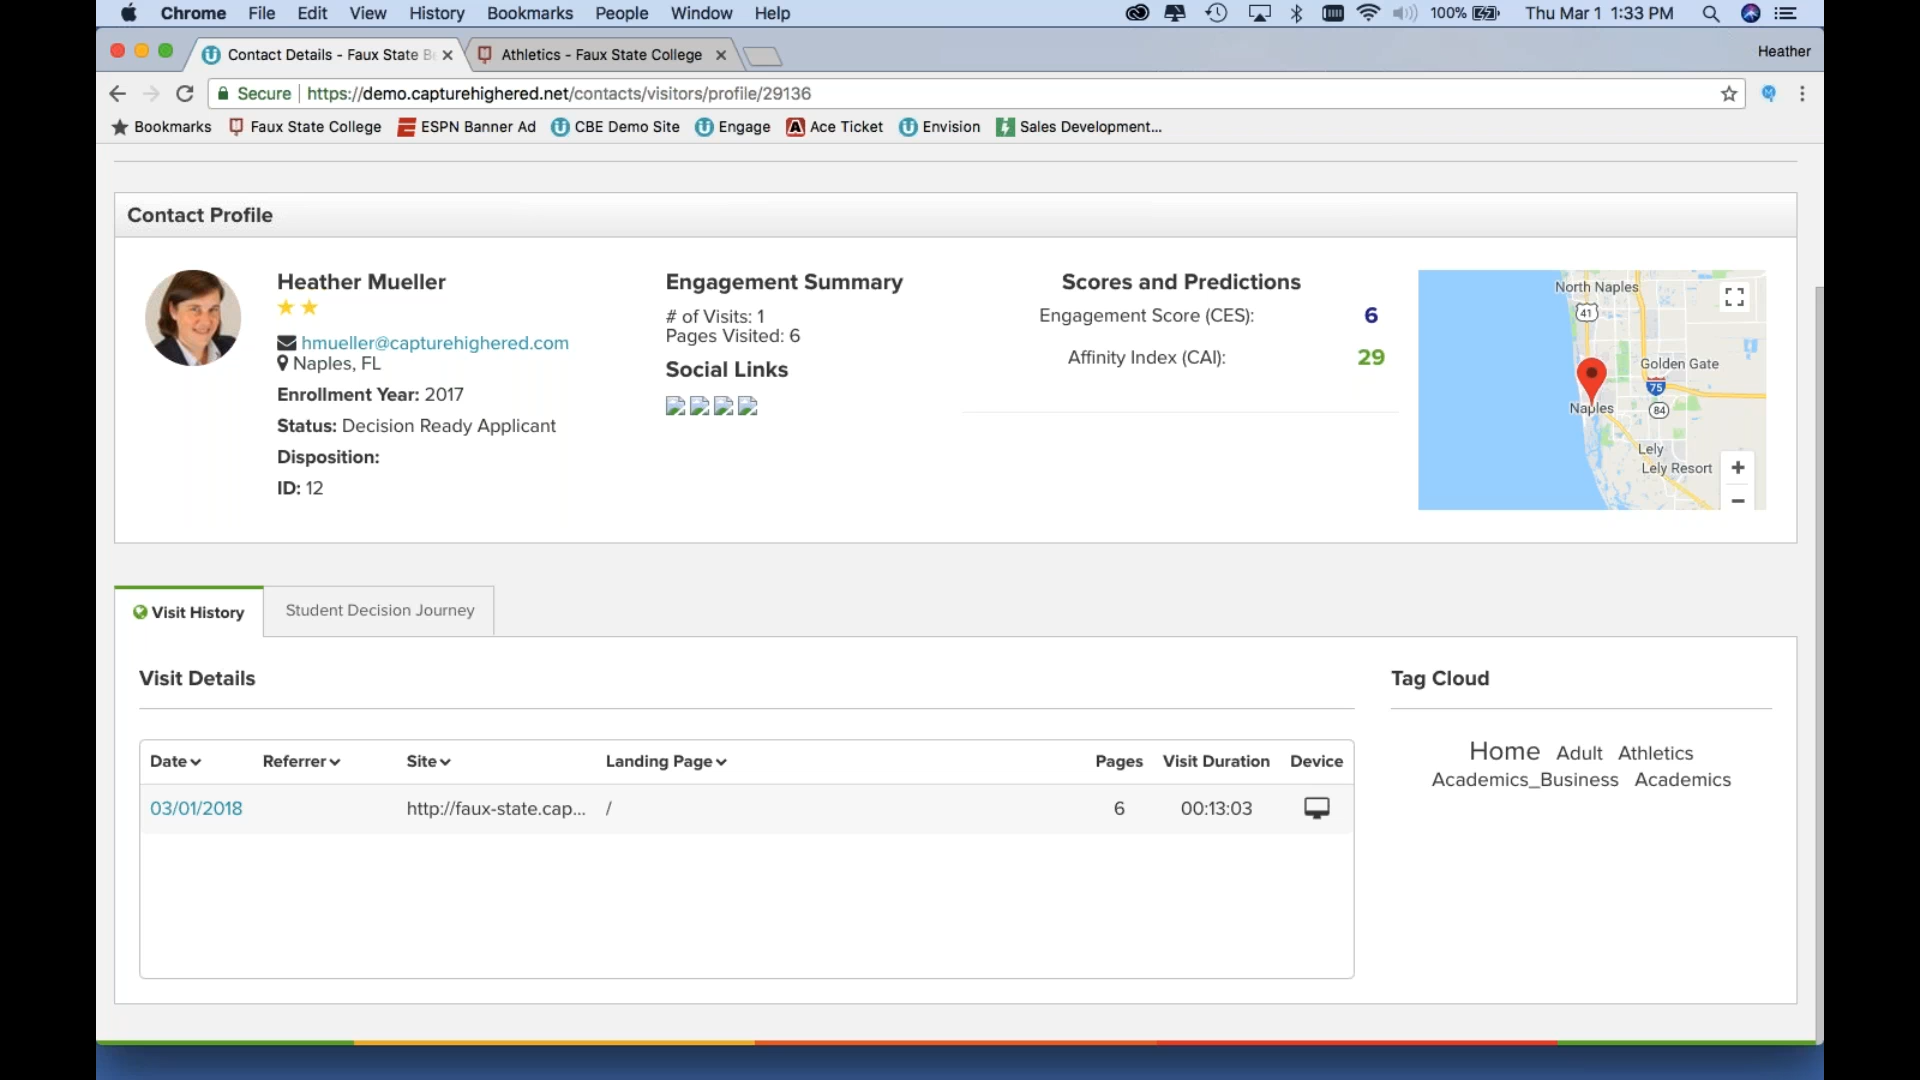 Chrome File Edit View History Bookmarks People Window Help 100% Thu Mar 1 1:33 PM
Contact Details - Faux State B Athletics - Faux State College Heather
Secure https://demo.capturehighered.net/contacts/visitors/profile/29136
Bookmarks Faux State College ESPN Banner Ad CBE Demo Site Engage Ace Ticket Envision Sales Development...
Contact Profile
Heather Mueller
hmueller@capturehighered.com
Naples, FL
Enrollment Year: 2017
Status: Decision Ready Applicant
Disposition:
ID: 12
Engagement Summary
# of Visits: 1
Pages Visited: 6
Social Links
Scores and Predictions
Engagement Score (CES): 6
Affinity Index (CAI): 29
North Naples
41
Golden Gate
75
Naples 84
Lely
Lely Resort
+
−
Visit History Student Decision Journey
Visit Details
Date Referrer Site Landing Page Pages Visit Duration Device
03/01/2018 http://faux-state.cap... / 6 00:13:03
Tag Cloud
Home Adult Athletics
Academics_Business Academics